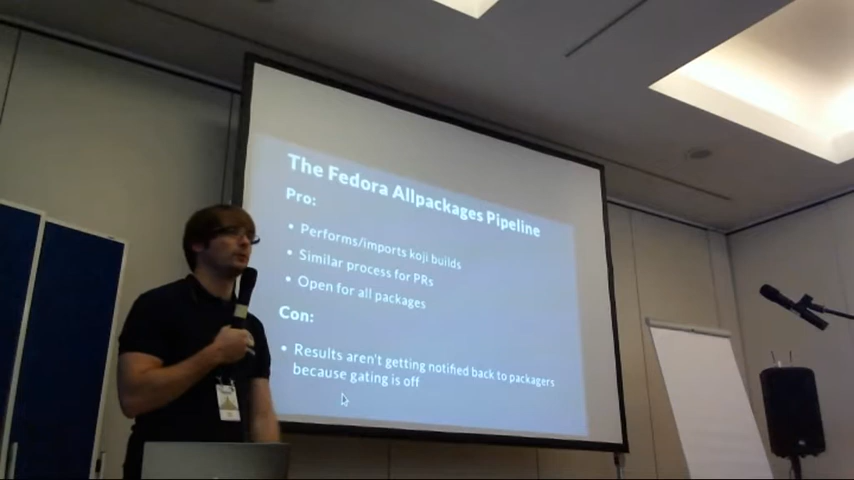 The Fedora Allpackages Pipeline
Pro:
• Performs/imports koji builds
• Similar process for PRs
• Open for all packages
Con:
• Results aren't getting notified back to packagers
because gating is off